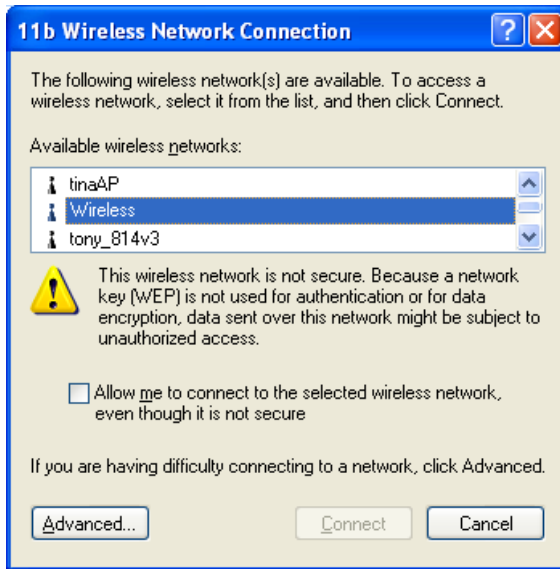 11b Wireless Network Connection
The following wireless network(s) are available. To access a
wireless network, select it from the list, and then click Connect.
Available wireless networks:
tinaAP
Wireless
tony_814v3
This wireless network is not secure. Because a network
key (WEP) is not used for authentication or for data
encryption, data sent over this network might be subject to
unauthorized access.
Allow me to connect to the selected wireless network,
even though it is not secure
If you are having difficulty connecting to a network, click Advanced.
Advanced... Connect Cancel